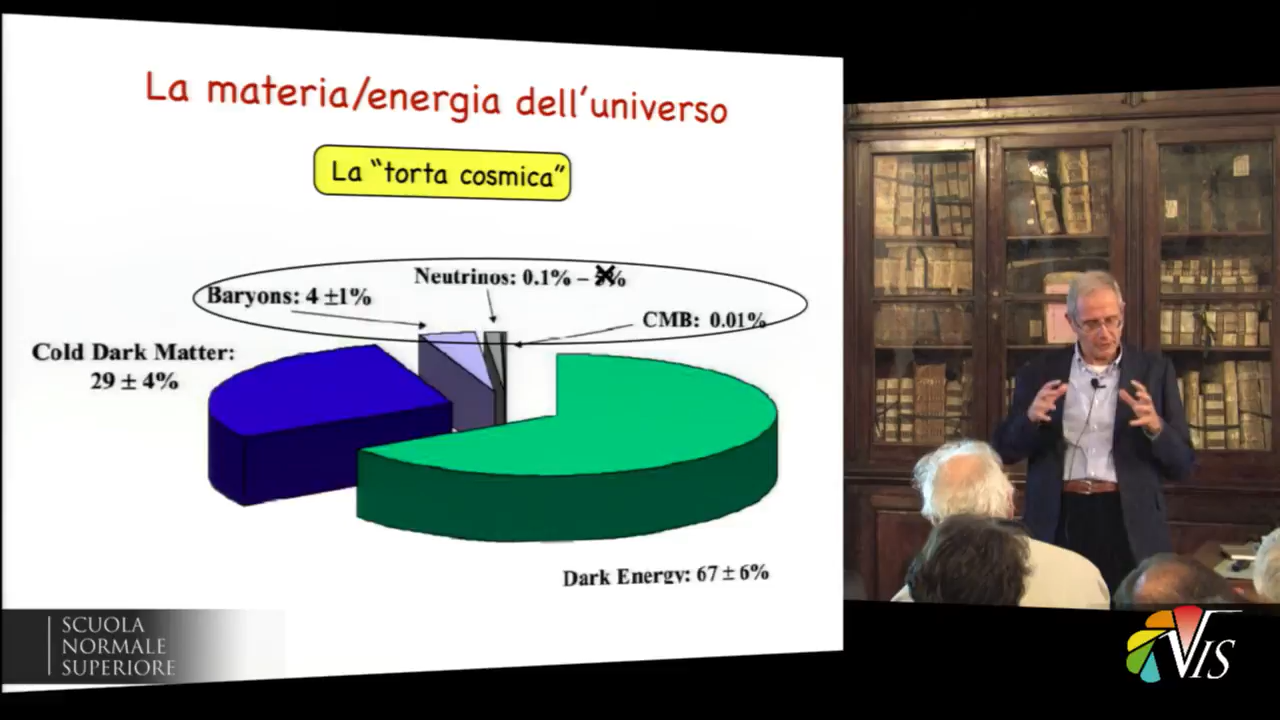 La materia/energia dell'universo
La "torta cosmica"
Neutrinos: 0.1% –
Baryons: 4 ±1%
CMB: 0.01%
Cold Dark Matter:
29 ± 4%
Dark Energy: 67 ± 6%
SCUOLA
NORMALE
SUPERIORE
VIS